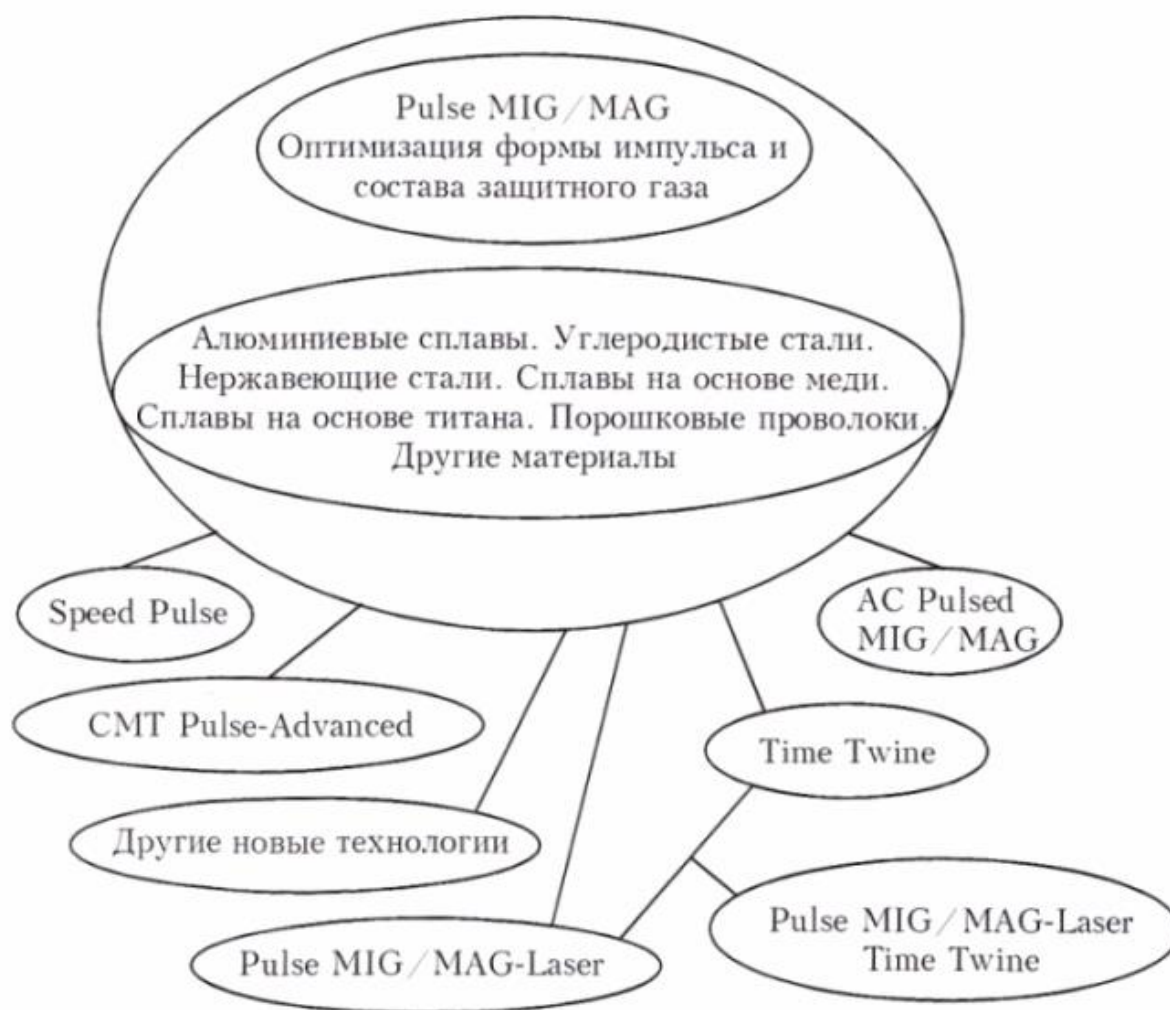 Pulse MIG/MAG
Оптимизация формы импульса и
состава защитного газа
Алюминиевые сплавы. Углеродистые стали.
Нержавеющие стали. Сплавы на основе меди.
Сплавы на основе титана. Порошковые проволоки.
Другие материалы
Speed Pulse
AC Pulsed
MIG/MAG
CMT Pulse-Advanced
Time Twine
Другие новые технологии
Pulse MIG/MAG-Laser
Pulse MIG/MAG-Laser
Time Twine